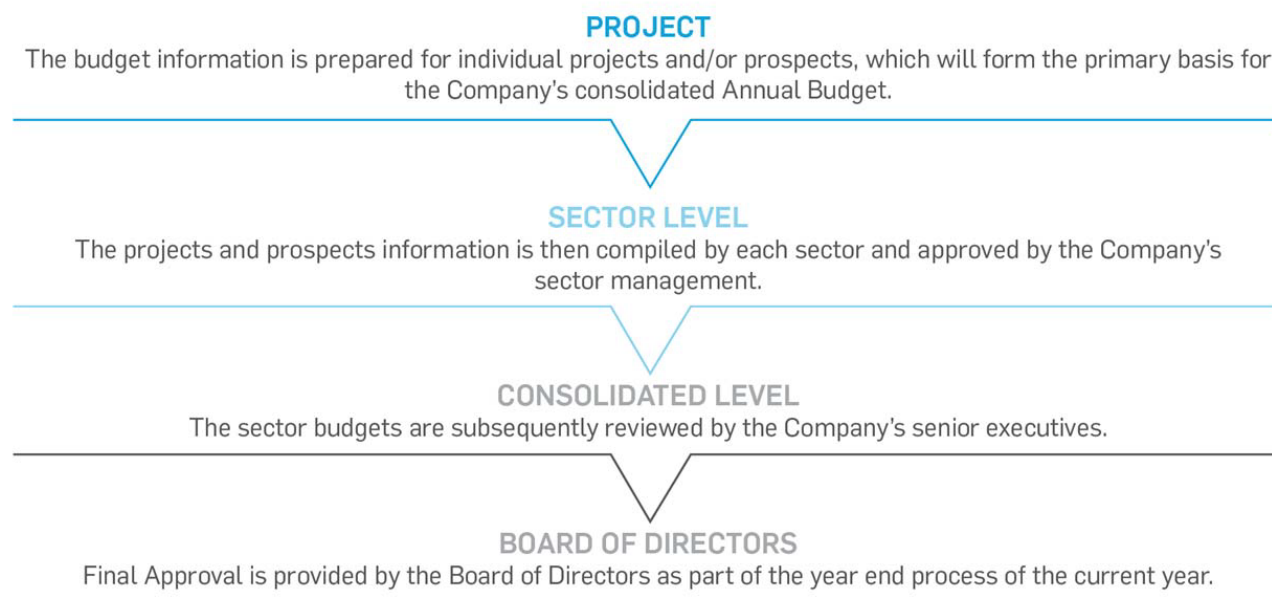 PROJECT
The budget information is prepared for individual projects and/or prospects, which will form the primary basis for
the Company’s consolidated Annual Budget.
SECTOR LEVEL
The projects and prospects information is then compiled by each sector and approved by the Company’s
sector management.
CONSOLIDATED LEVEL
The sector budgets are subsequently reviewed by the Company’s senior executives.
BOARD OF DIRECTORS
Final Approval is provided by the Board of Directors as part of the year end process of the current year.